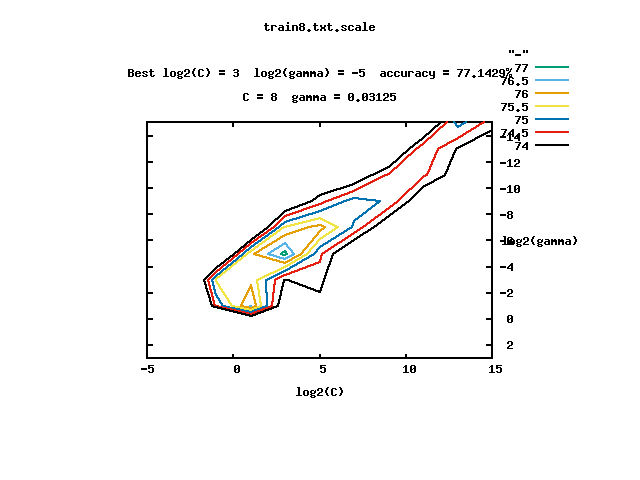 train8.txt.scale
"-"
Best log2(C) = 3  log2(gamma) = -5  accuracy = 77.1429%
77
76.5
76
75.5
75
74.5
74
C = 8  gamma = 0.03125
-14
-12
-10
-8
-6
log2(gamma)
-4
-2
0
2
-5 0 5 10 15
log2(C)